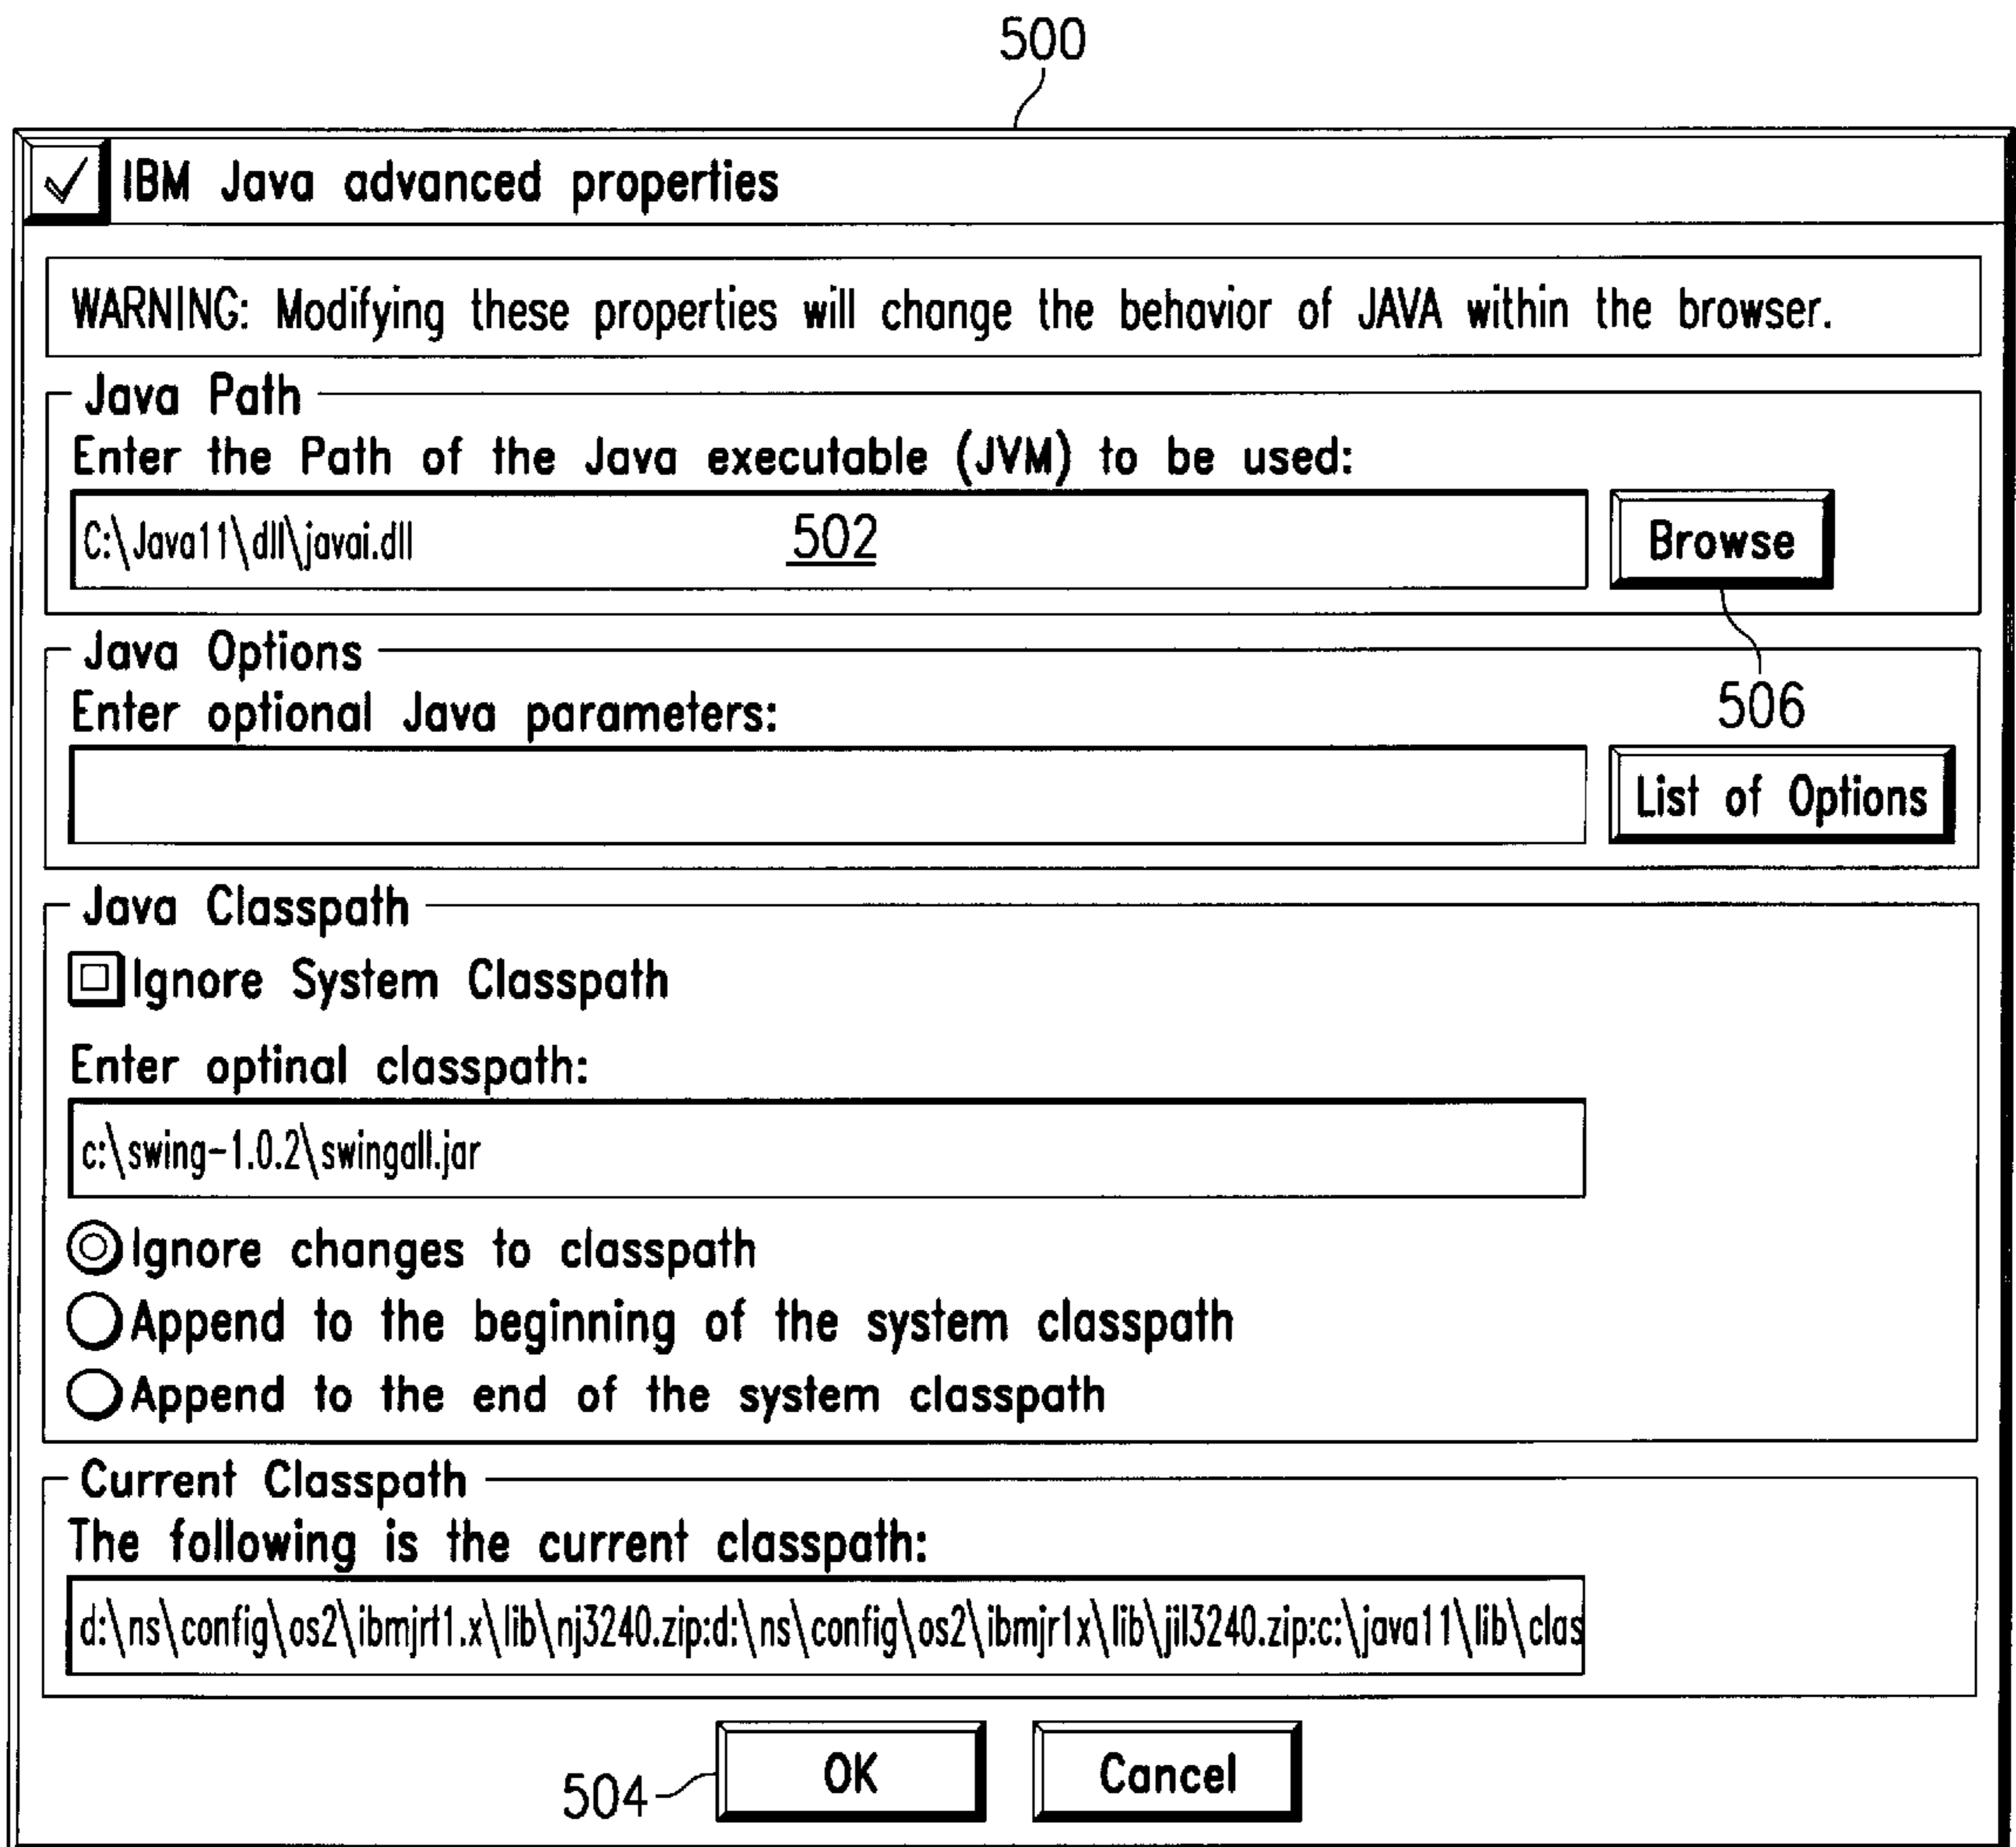 500
IBM Java advanced properties
WARNING: Modifying these properties will change the behavior of JAVA within the browser.
Java Path
Enter the Path of the Java executable (JVM) to be used:
C:\Java11\dll\javai.dll 502 Browse
506
Java Options
Enter optional Java parameters:
List of Options
Java Classpath
Ignore System Classpath
Enter optinal classpath:
c:\swing-1.0.2\swingall.jar
Ignore changes to classpath
Append to the beginning of the system classpath
Append to the end of the system classpath
Current Classpath
The following is the current classpath:
d:\ns\config\os2\ibmjrt1.x\lib\nj3240.zip:d:\ns\config\os2\ibmjr1x\lib\jil3240.zip:c:\java11\lib\clas
504 OK Cancel